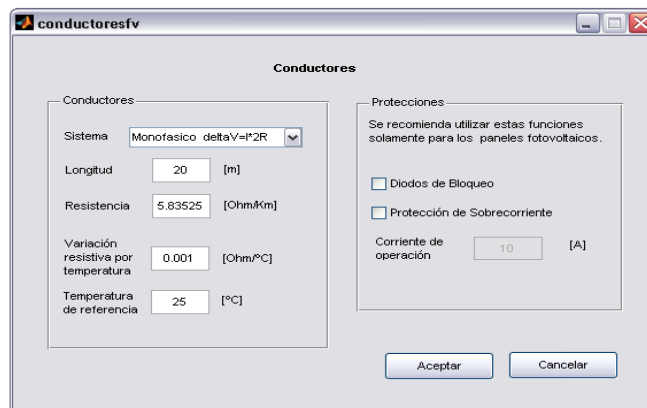 conductoresfv
Conductores
Conductores
Sistema
Monofasico deltaV=I*2R
Longitud
20
[m]
Resistencia
5.83525
[Ohm/Km]
Variación
resistiva por
temperatura
0.001
[Ohm/ºC]
Temperatura
de referencia
25
[ºC]
Protecciones
Se recomienda utilizar estas funciones
solamente para los paneles fotovoltaicos.
Diodos de Bloqueo
Protección de Sobrecorriente
Corriente de
operación
10
[A]
Aceptar
Cancelar